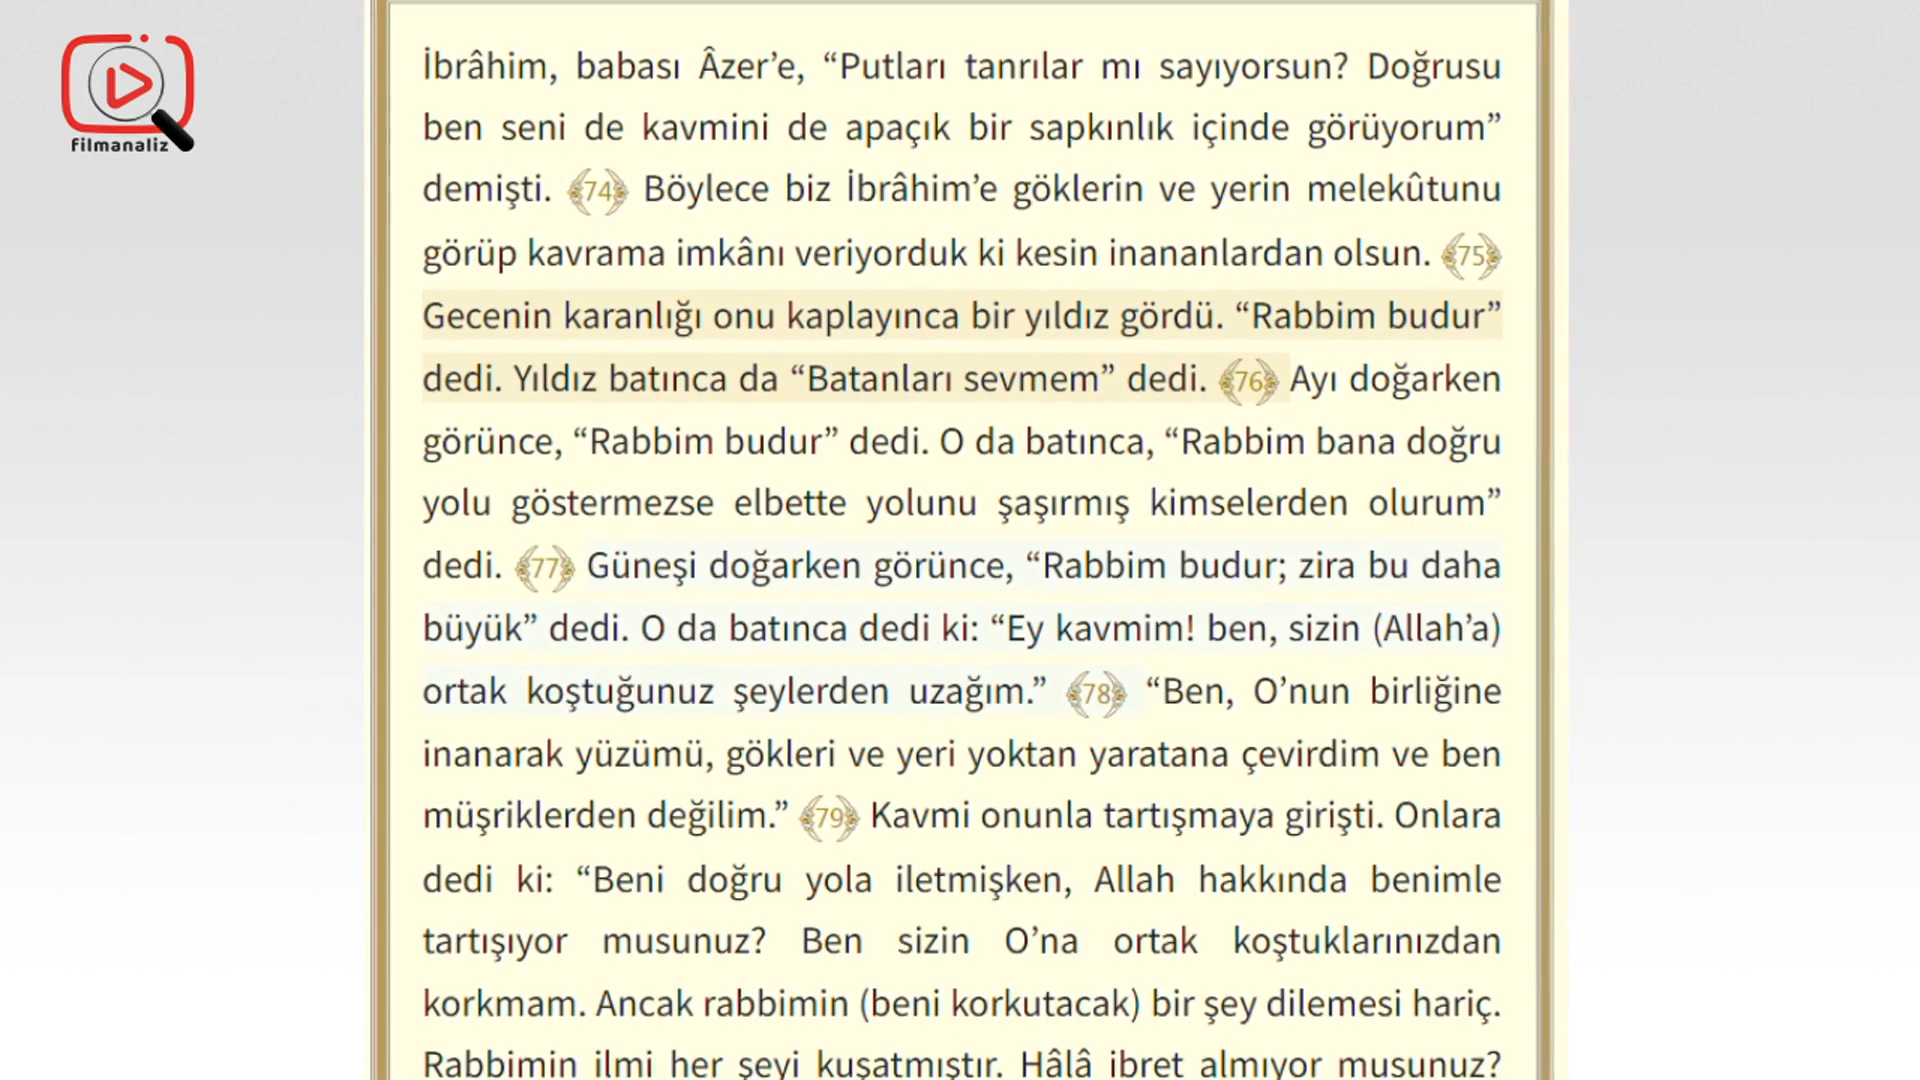 filmanaliz
İbrâhim, babası Âzer’e, “Putları tanrılar mı sayıyorsun? Doğrusu
ben seni de kavmini de apaçık bir sapkınlık içinde görüyorum”
demişti. 74 Böylece biz İbrâhim’e göklerin ve yerin melekûtunu
görüp kavrama imkânı veriyorduk ki kesin inananlardan olsun. 75
Gecenin karanlığı onu kaplayınca bir yıldız gördü. “Rabbim budur”
dedi. Yıldız batınca da “Batanları sevmem” dedi. 76 Ayı doğarken
görünce, “Rabbim budur” dedi. O da batınca, “Rabbim bana doğru
yolu göstermezse elbette yolunu şaşırmış kimselerden olurum”
dedi. 77 Güneşi doğarken görünce, “Rabbim budur; zira bu daha
büyük” dedi. O da batınca dedi ki: “Ey kavmim! ben, sizin (Allah’a)
ortak koştuğunuz şeylerden uzağım.” 78 “Ben, O’nun birliğine
inanarak yüzümü, gökleri ve yeri yoktan yaratana çevirdim ve ben
müşriklerden değilim.” 79 Kavmi onunla tartışmaya girişti. Onlara
dedi ki: “Beni doğru yola iletmişken, Allah hakkında benimle
tartışıyor musunuz? Ben sizin O’na ortak koştuklarınızdan
korkmam. Ancak rabbimin (beni korkutacak) bir şey dilemesi hariç.
Rabbimin ilmi her şeyi kuşatmıştır. Hâlâ ibret almıyor musunuz?